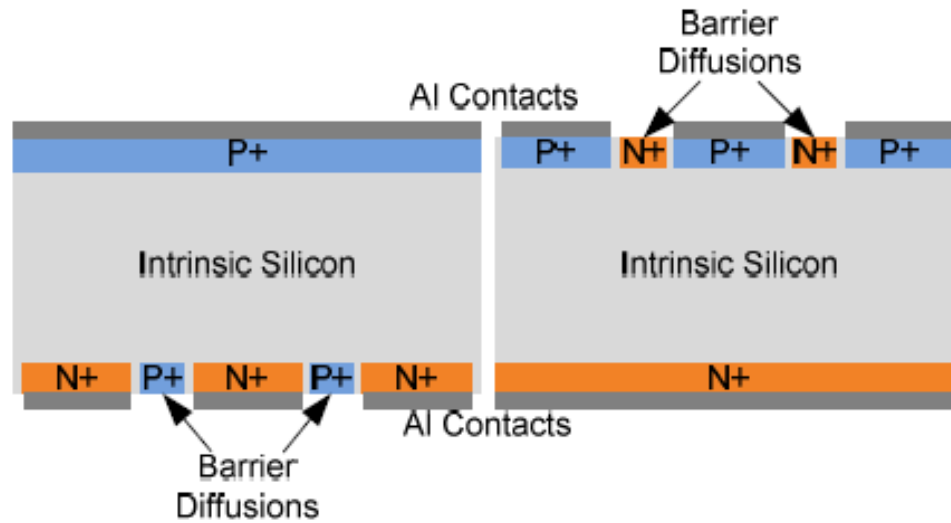 Barrier
Diffusions
Al Contacts
P+
P+ N+ P+ N+ P+
Intrinsic Silicon
Intrinsic Silicon
N+ P+ N+ P+ N+
N+
Al Contacts
Barrier
Diffusions